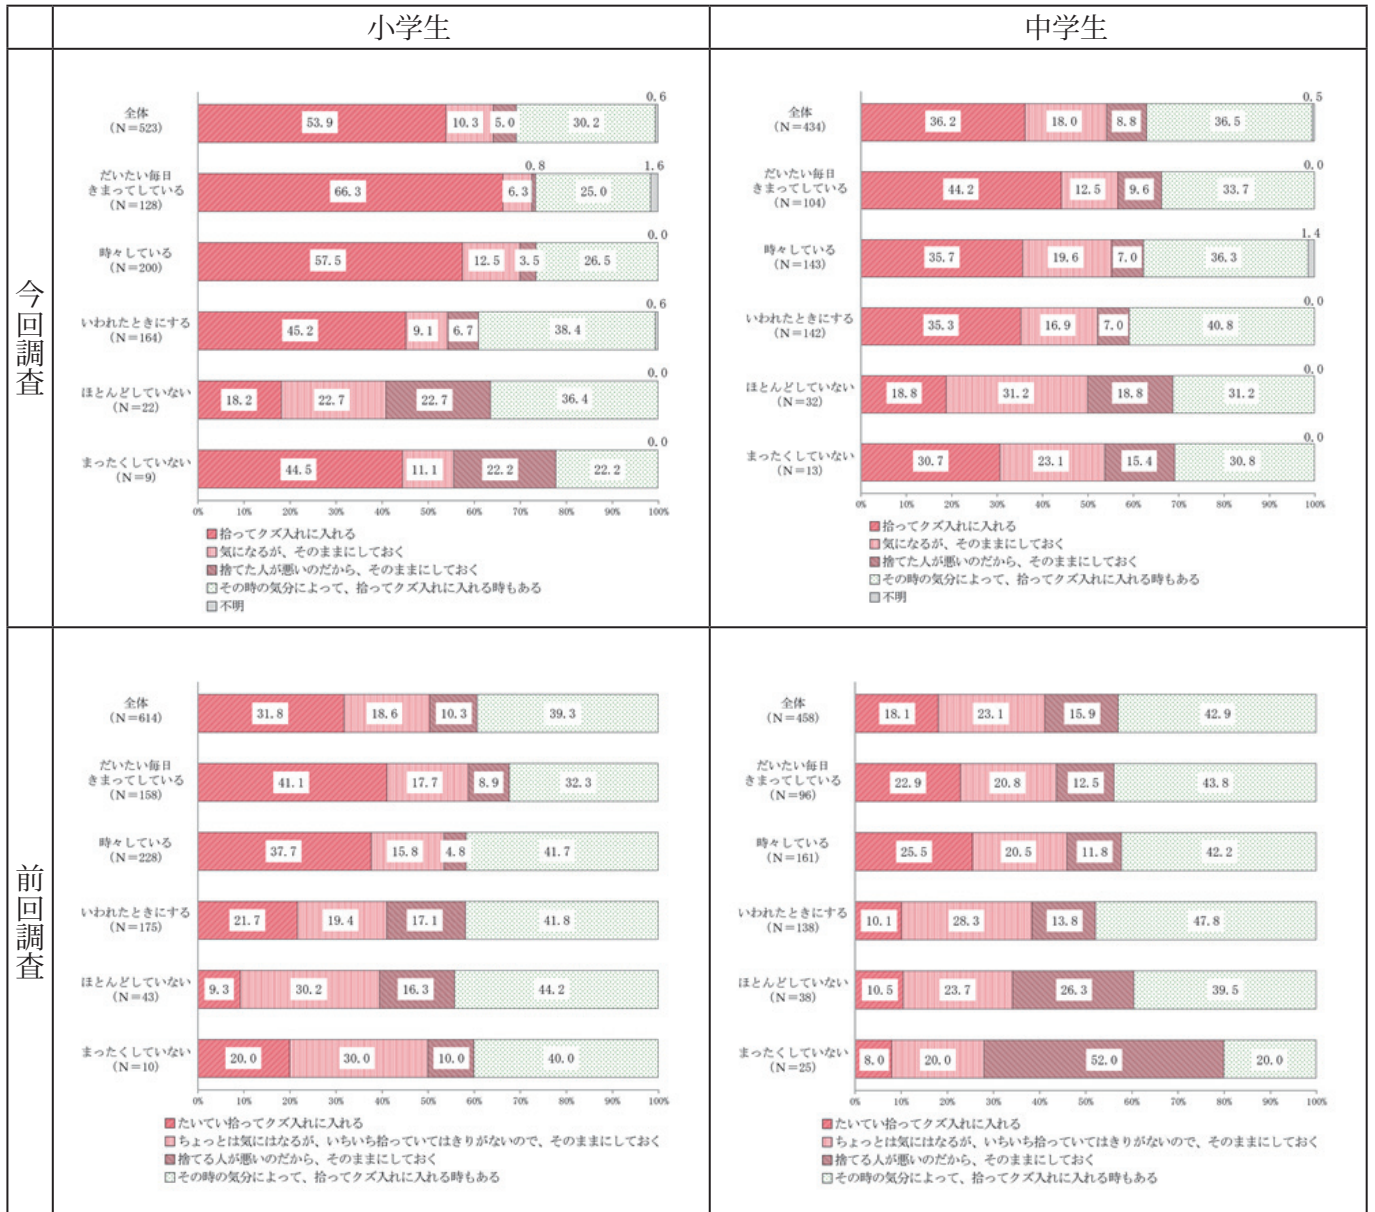 小学生
中学生
今回調査
全体
(N=523)
53.9 10.3 5.0 30.2 0.6
だいたい毎日
きまってしている
(N=128)
66.3 6.3 0.8 25.0 1.6
時々している
(N=200)
57.5 12.5 3.5 26.5 0.0
いわれたときにする
(N=164)
45.2 9.1 6.7 38.4 0.6
ほとんどしていない
(N=22)
18.2 22.7 22.7 36.4 0.0
まったくしていない
(N=9)
44.5 11.1 22.2 22.2 0.0
0% 10% 20% 30% 40% 50% 60% 70% 80% 90% 100%
拾ってクズ入れに入れる
気になるが、そのままにしておく
捨てた人が悪いのだから、そのままにしておく
その時の気分によって、拾ってクズ入れに入れる時もある
不明
全体
(N=434)
36.2 18.0 8.8 36.5 0.5
だいたい毎日
きまってしている
(N=104)
44.2 12.5 9.6 33.7 0.0
時々している
(N=143)
35.7 19.6 7.0 36.3 1.4
いわれたときにする
(N=142)
35.3 16.9 7.0 40.8 0.0
ほとんどしていない
(N=32)
18.8 31.2 18.8 31.2 0.0
まったくしていない
(N=13)
30.7 23.1 15.4 30.8 0.0
0% 10% 20% 30% 40% 50% 60% 70% 80% 90% 100%
拾ってクズ入れに入れる
気になるが、そのままにしておく
捨てた人が悪いのだから、そのままにしておく
その時の気分によって、拾ってクズ入れに入れる時もある
不明
前回調査
全体
(N=614)
31.8 18.6 10.3 39.3
だいたい毎日
きまってしている
(N=158)
41.1 17.7 8.9 32.3
時々している
(N=228)
37.7 15.8 4.8 41.7
いわれたときにする
(N=175)
21.7 19.4 17.1 41.8
ほとんどしていない
(N=43)
9.3 30.2 16.3 44.2
まったくしていない
(N=10)
20.0 30.0 10.0 40.0
0% 10% 20% 30% 40% 50% 60% 70% 80% 90% 100%
たいてい拾ってクズ入れに入れる
ちょっとは気にはなるが、いちいち拾っていてはきりがないので、そのままにしておく
捨てる人が悪いのだから、そのままにしておく
その時の気分によって、拾ってクズ入れに入れる時もある
全体
(N=458)
18.1 23.1 15.9 42.9
だいたい毎日
きまってしている
(N=96)
22.9 20.8 12.5 43.8
時々している
(N=161)
25.5 20.5 11.8 42.2
いわれたときにする
(N=138)
10.1 28.3 13.8 47.8
ほとんどしていない
(N=38)
10.5 23.7 26.3 39.5
まったくしていない
(N=25)
8.0 20.0 52.0 20.0
0% 10% 20% 30% 40% 50% 60% 70% 80% 90% 100%
たいてい拾ってクズ入れに入れる
ちょっとは気にはなるが、いちいち拾っていてはきりがないので、そのままにしておく
捨てる人が悪いのだから、そのままにしておく
その時の気分によって、拾ってクズ入れに入れる時もある